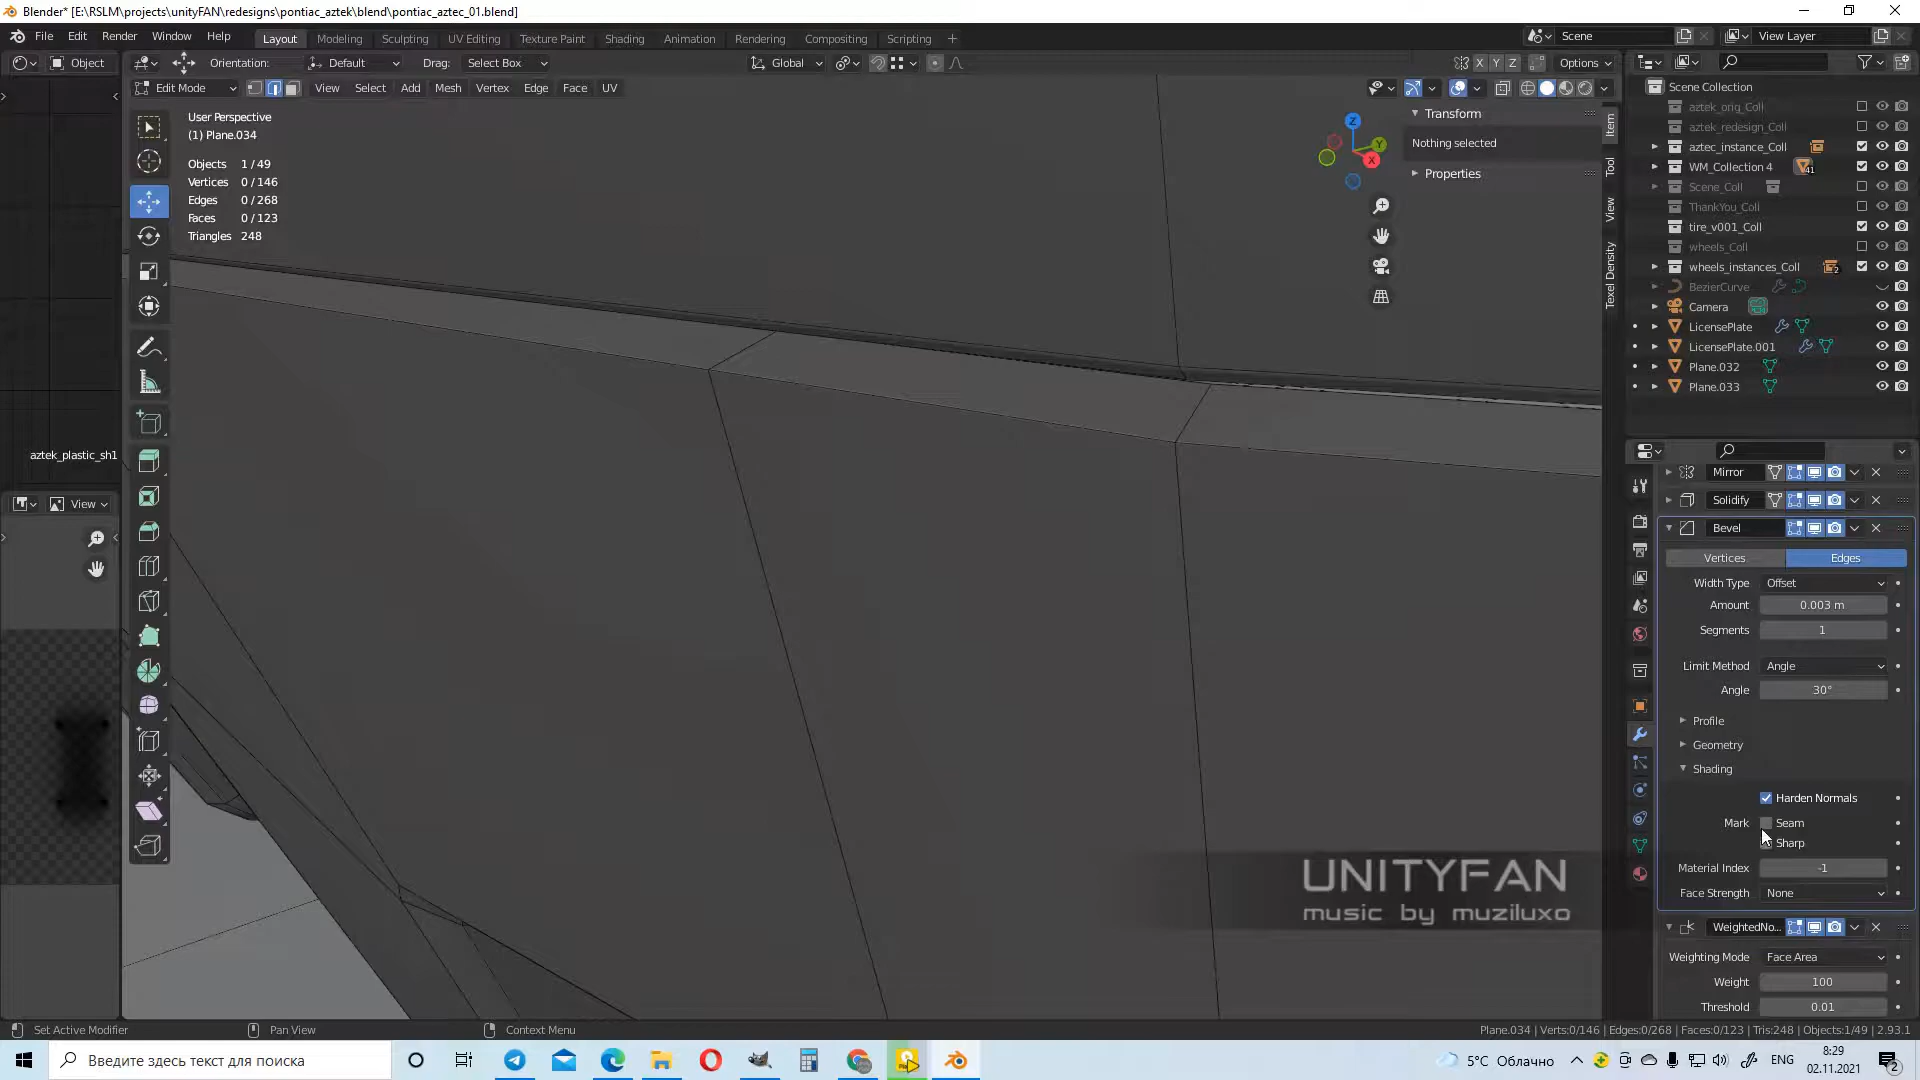 Blender* [E:\RSLM\projects\unityFAN\redesigns\pontiac_aztek\blend\pontiac_aztec_01.blend]
File Edit Render Window Help
Layout Modeling Sculpting UV Editing Texture Paint Shading Animation Rendering Compositing Scripting +
Scene View Layer
Object Orientation: Default Drag: Select Box Global X Y Z Options
Edit Mode View Select Add Mesh Vertex Edge Face UV
User Perspective
(1) Plane.034
Objects 1 / 49
Vertices 0 / 146
Edges 0 / 268
Faces 0 / 123
Triangles 248
aztek_plastic_sh1
View
Z
Y
X
Transform
Nothing selected
Properties
Item
Tool
View
Texel Density
Scene Collection
aztek_orig_Coll
aztek_redesign_Coll
aztec_instance_Coll
WM_Collection 4
41
Scene_Coll
ThankYou_Coll
tire_v001_Coll
wheels_Coll
wheels_instances_Coll
2
BezierCurve
Camera
LicensePlate
LicensePlate.001
Plane.032
Plane.033
Mirror
Solidify
Bevel
Vertices Edges
Width Type Offset
Amount 0.003 m
Segments 1
Limit Method Angle
Angle 30°
Profile
Geometry
Shading
Harden Normals
Mark Seam
Sharp
Material Index -1
Face Strength None
WeightedNo...
Weighting Mode Face Area
Weight 100
Threshold 0.01
UNITYFAN
music by muziluxo
Set Active Modifier Pan View Context Menu
Plane.034 | Verts:0/146 | Edges:0/268 | Faces:0/123 | Tris:248 | Objects:1/49 | 2.93.1
Введите здесь текст для поиска
5°C Облачно
ENG
8:29
02.11.2021
2